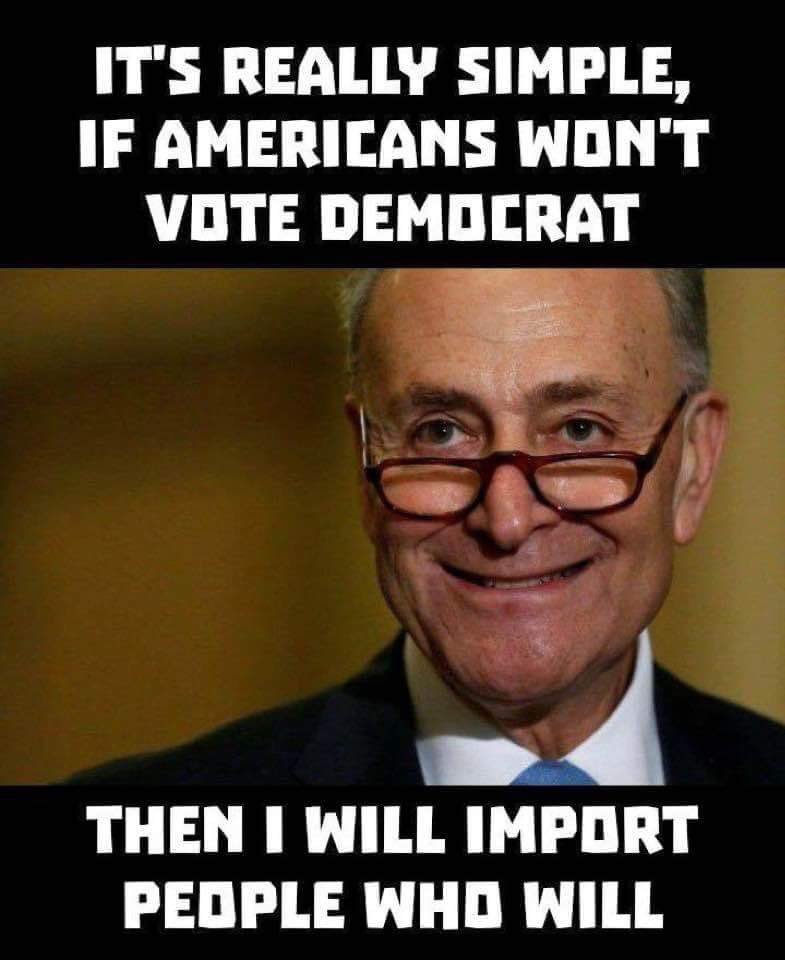 IT'S REALLY SIMPLE,
IF AMERICANS WON'T
VOTE DEMOCRAT
THEN I WILL IMPORT
PEOPLE WHO WILL